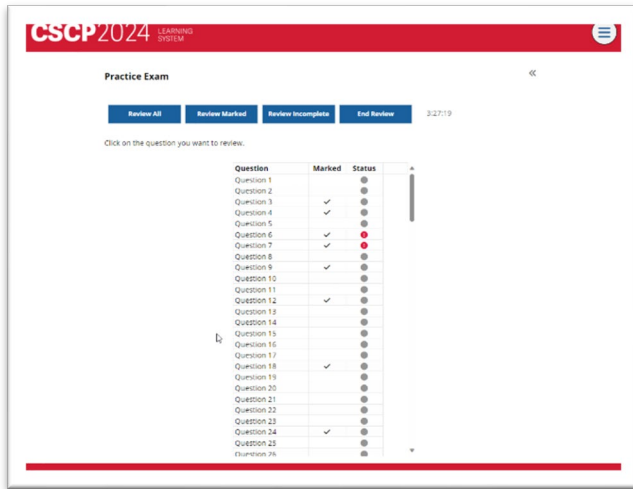 CSCP2024 LEARNING SYSTEM
Practice Exam
Review All Review Marked Review Incomplete End Review 3:27:19
Click on the question you want to review.
Question Marked Status
Question 1
Question 2
Question 3
Question 4
Question 5
Question 6
Question 7
Question 8
Question 9
Question 10
Question 11
Question 12
Question 13
Question 14
Question 15
Question 16
Question 17
Question 18
Question 19
Question 20
Question 21
Question 22
Question 23
Question 24
Question 25
Question 26